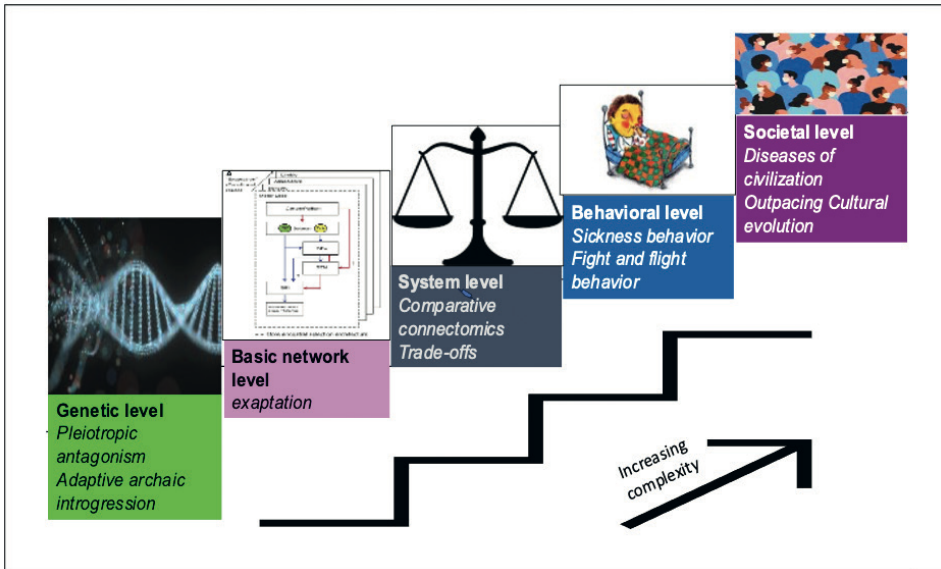 Genetic level
Pleiotropic
antagonism
Adaptive archaic
introgression
Basic network
level
exaptation
System level
Comparative
connectomics
Trade-offs
Behavioral level
Sickness behavior
Fight and flight
behavior
Societal level
Diseases of
civilization
Outpacing Cultural
evolution
Increasing
complexity